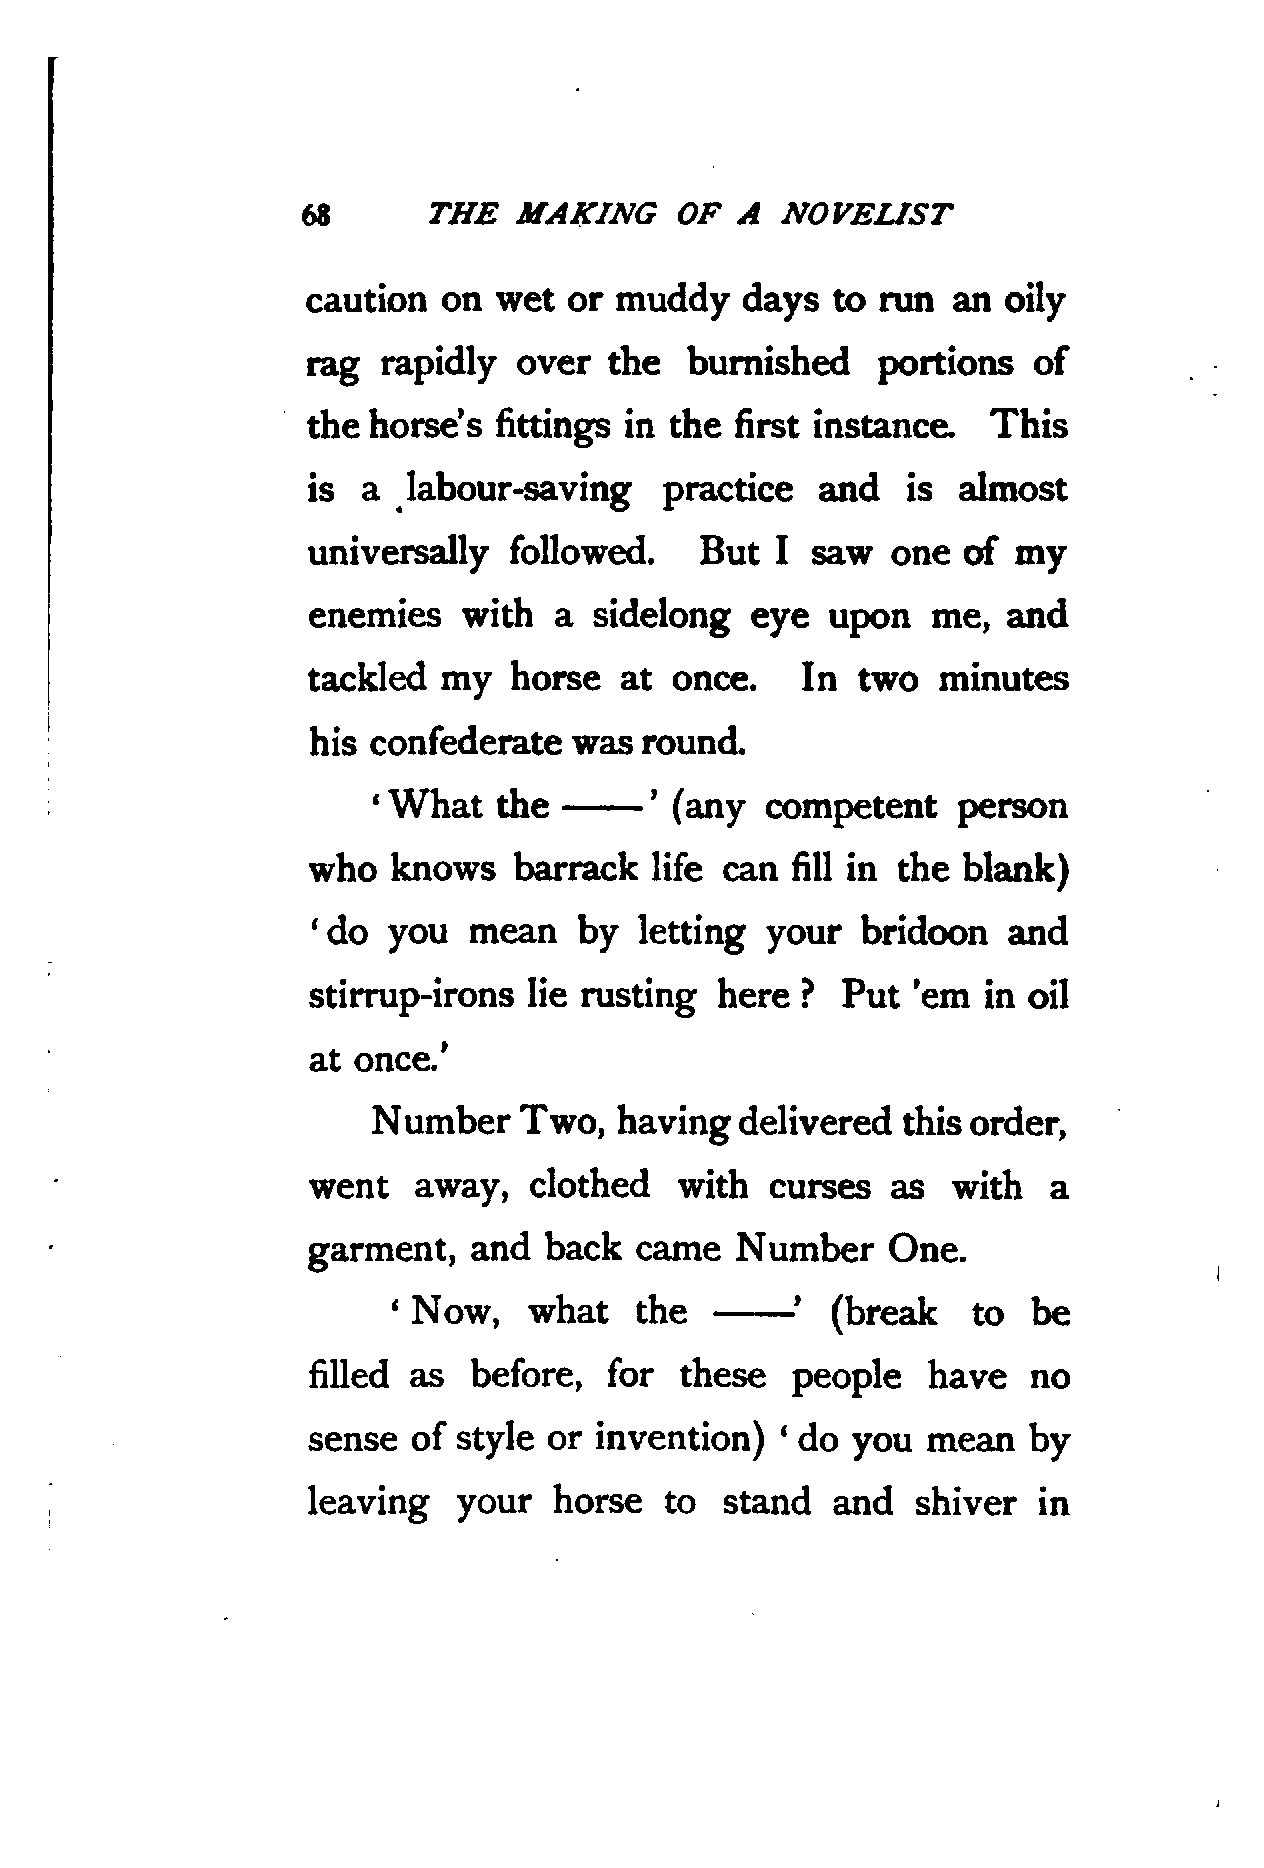 68 THE MAKING OF A NOVELIST
caution on wet or muddy days to run an oily
rag rapidly over the burnished portions of
the horse's fittings in the first instance. This
is a labour-saving practice and is almost
universally followed. But I saw one of my
enemies with a sidelong eye upon me, and
tackled my horse at once. In two minutes
his confederate was round.
‘What the ——’ (any competent person
who knows barrack life can fill in the blank)
‘do you mean by letting your bridoon and
stirrup-irons lie rusting here? Put 'em in oil
at once.’
Number Two, having delivered this order,
went away, clothed with curses as with a
garment, and back came Number One.
‘Now, what the ——’ (break to be
filled as before, for these people have no
sense of style or invention) ‘do you mean by
leaving your horse to stand and shiver in